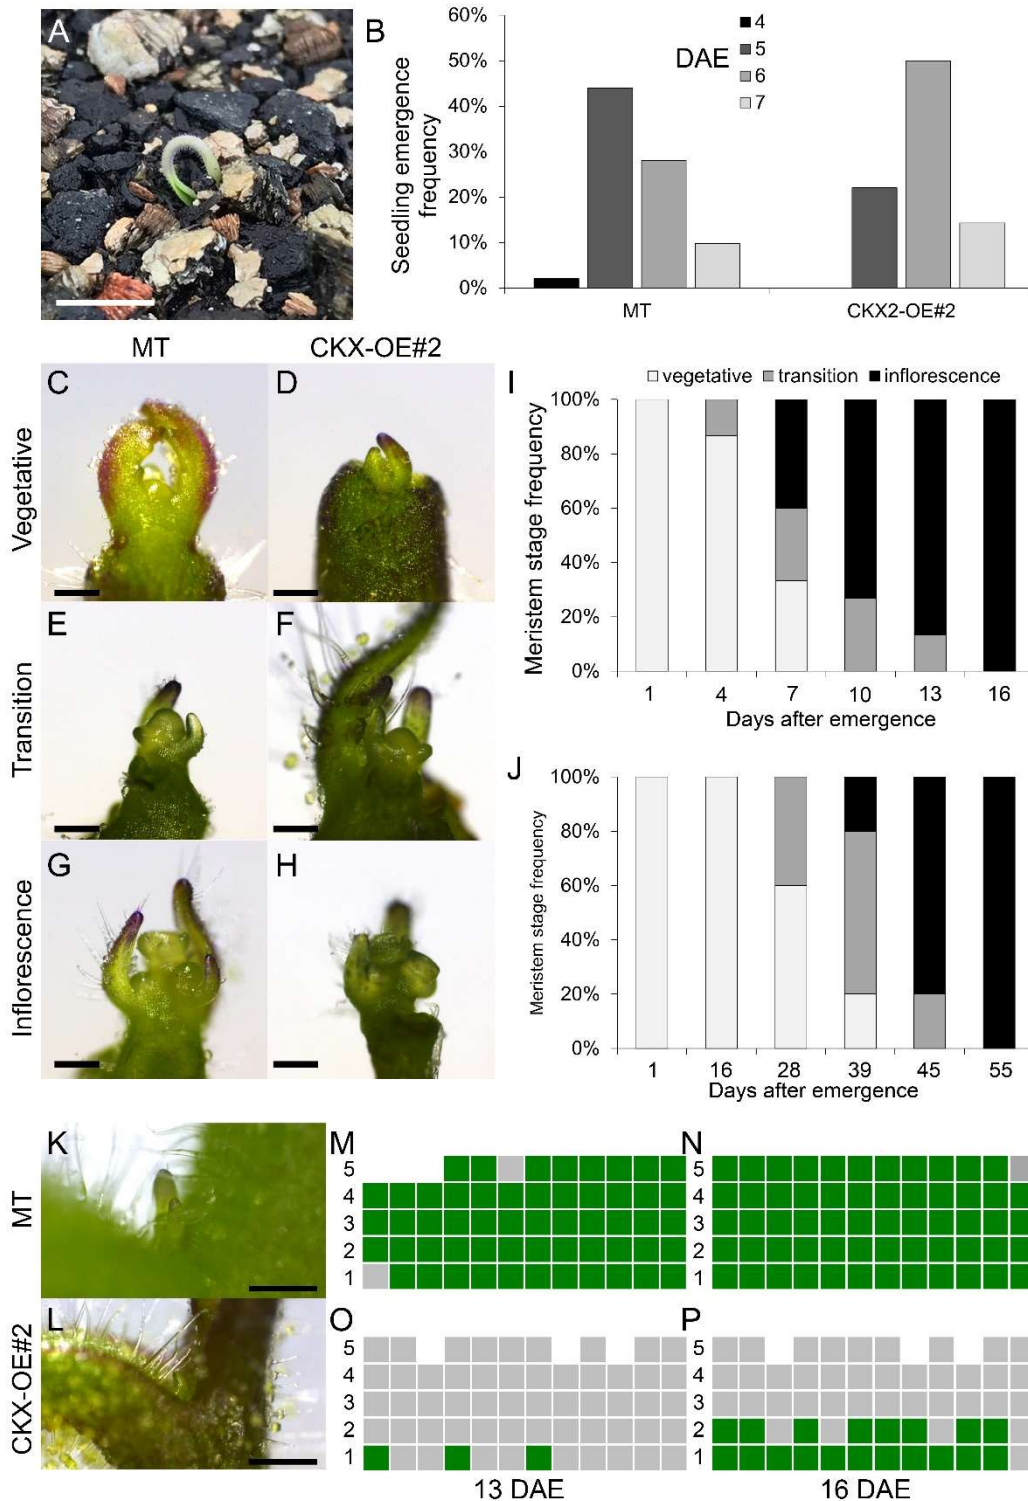 A
B
60%
50%
40%
30%
20%
10%
0%
Seedling emergence
frequency
DAE
4
5
6
7
MT
CKX2-OE#2
MT
CKX-OE#2
Vegetative
C
D
Transition
E
F
Inflorescence
G
H
I
vegetative transition inflorescence
100%
80%
60%
40%
20%
0%
Meristem stage frequency
1 4 7 10 13 16
Days after emergence
J
100%
80%
60%
40%
20%
0%
Meristem stage frequency
1 16 28 39 45 55
Days after emergence
MT
K
M
5
4
3
2
1
N
5
4
3
2
1
CKX-OE#2
L
O
5
4
3
2
1
P
5
4
3
2
1
13 DAE
16 DAE